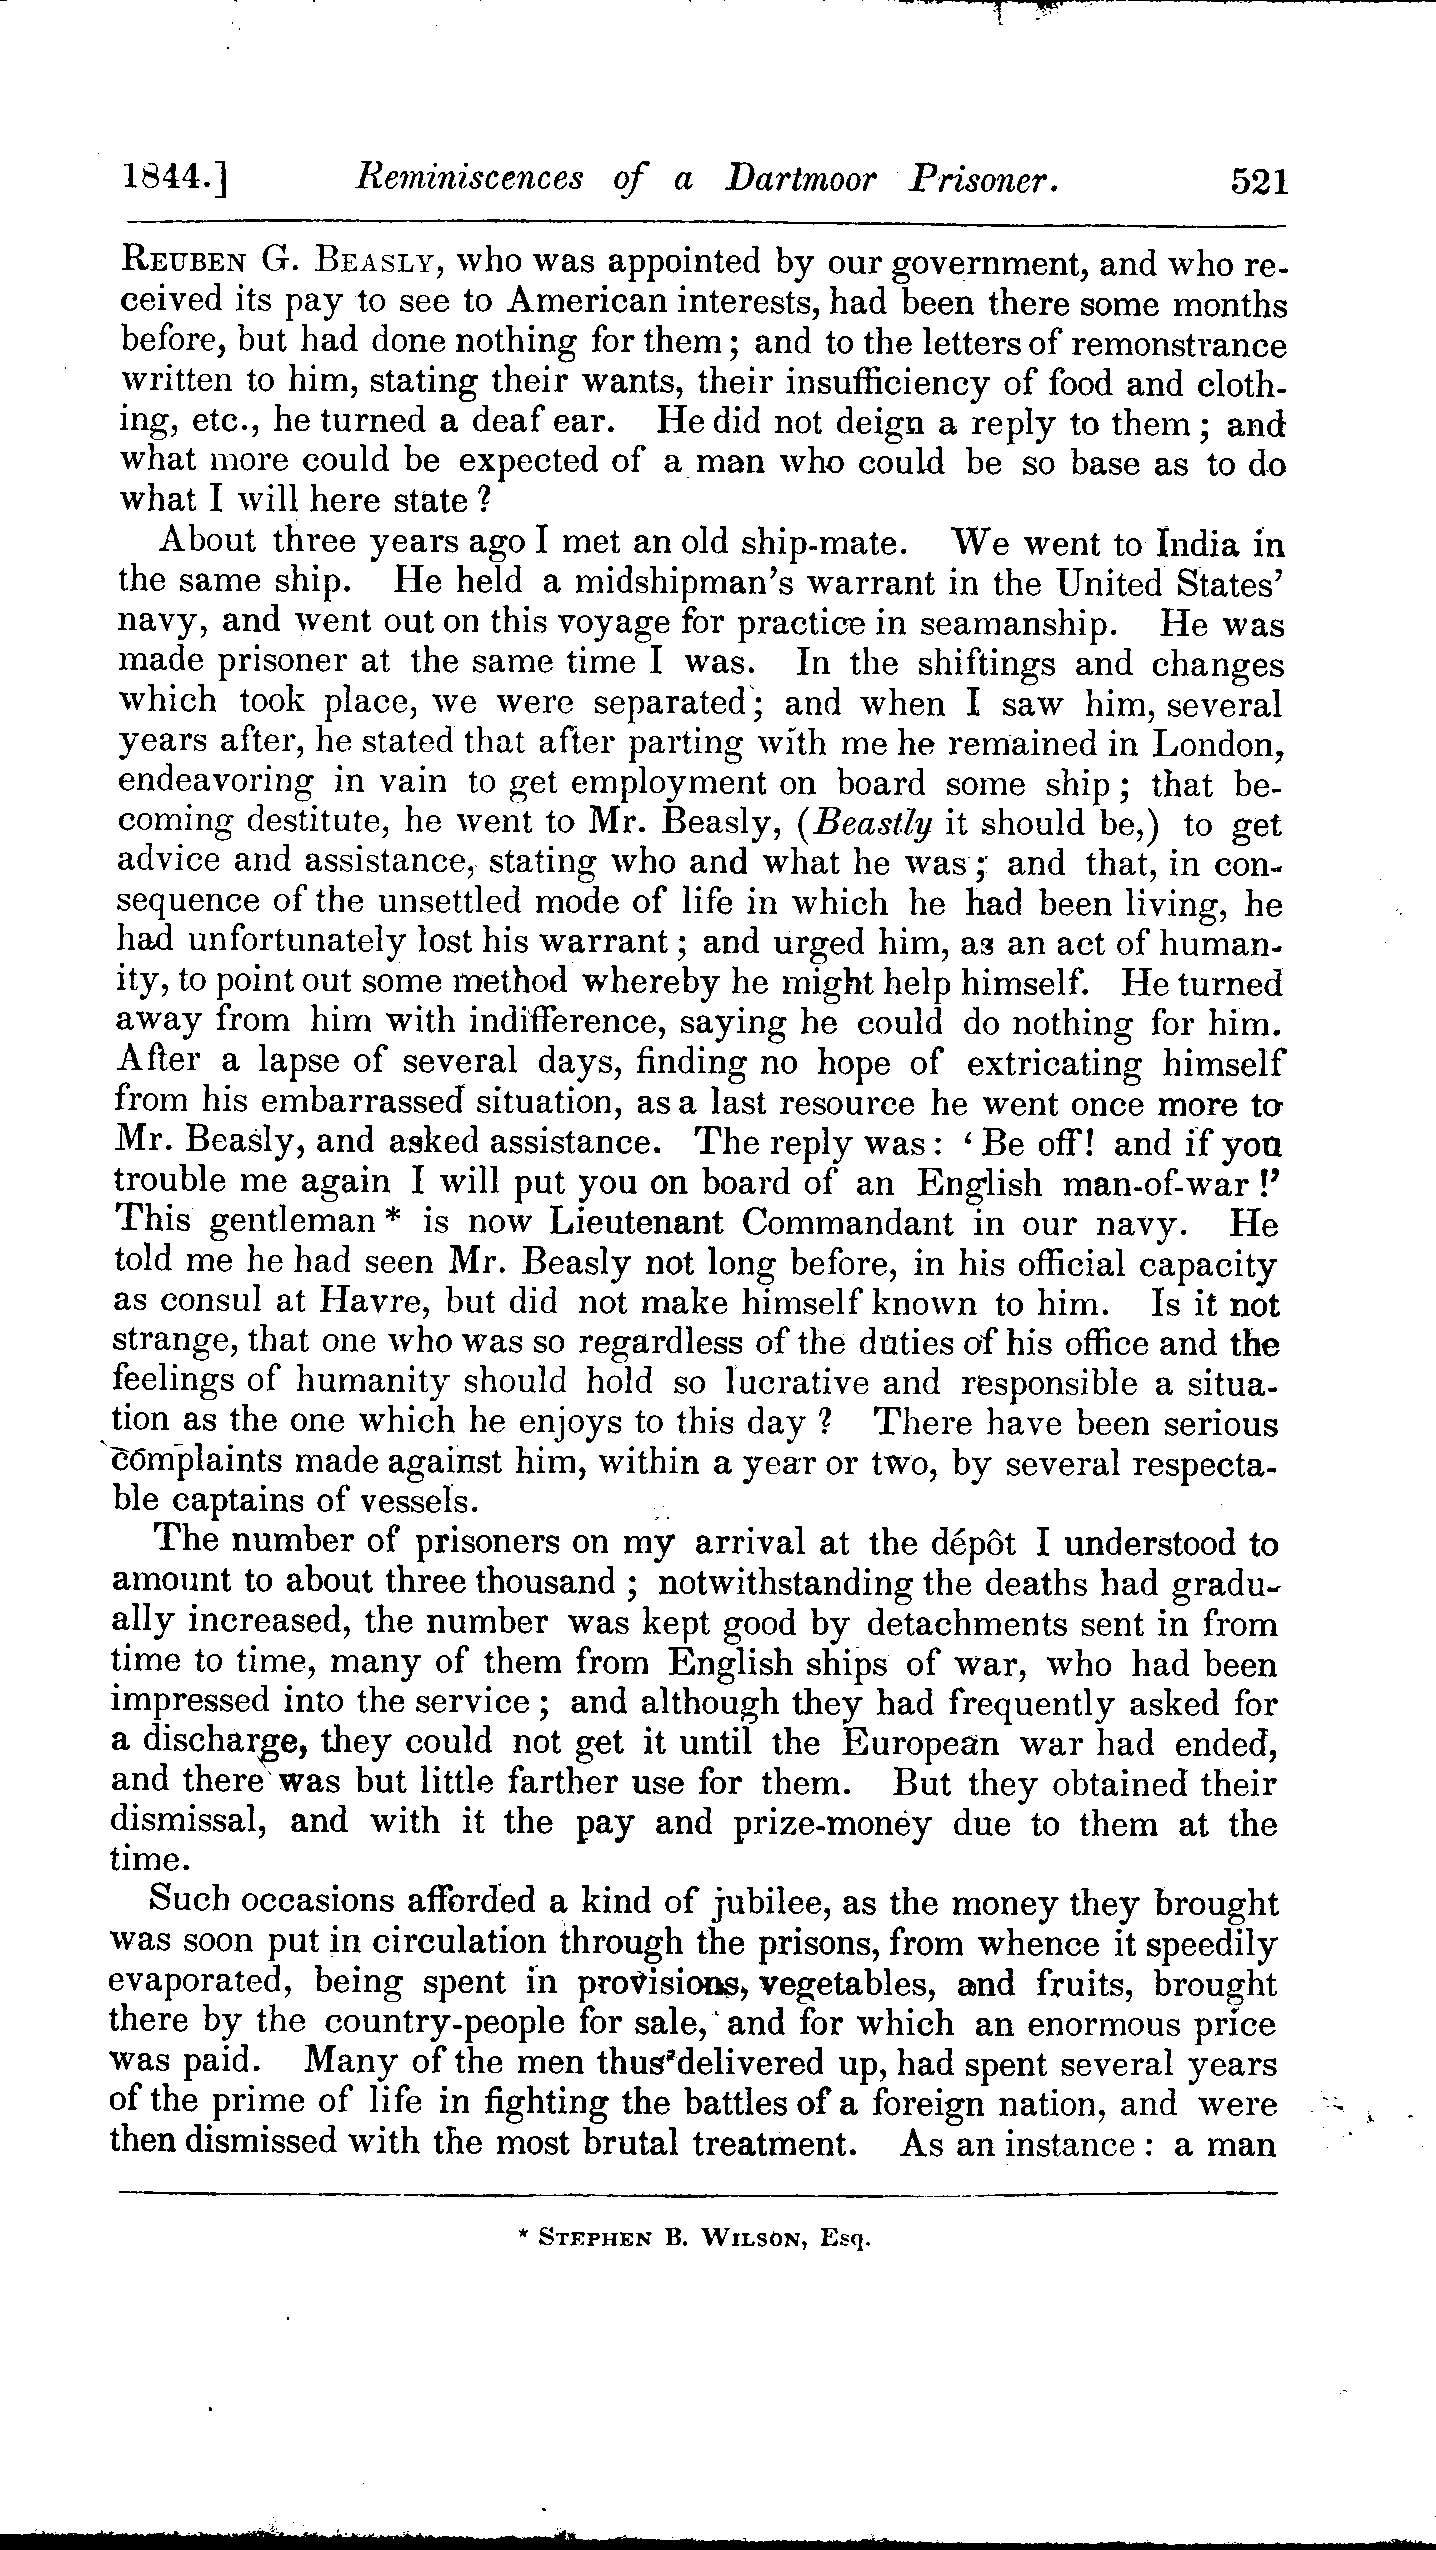 1844.] Reminiscences of a Dartmoor Prisoner. 521
REUBEN G. BEASLY, who was appointed by our government, and who re-
ceived its pay to see to American interests, had been there some months
before, but had done nothing for them; and to the letters of remonstrance
written to him, stating their wants, their insufficiency of food and cloth-
ing, etc., he turned a deaf ear. He did not deign a reply to them; and
what more could be expected of a man who could be so base as to do
what I will here state?
About three years ago I met an old ship-mate. We went to India in
the same ship. He held a midshipman's warrant in the United States'
navy, and went out on this voyage for practice in seamanship. He was
made prisoner at the same time I was. In the shiftings and changes
which took place, we were separated; and when I saw him, several
years after, he stated that after parting with me he remained in London,
endeavoring in vain to get employment on board some ship; that be-
coming destitute, he went to Mr. Beasly, (Beastly it should be,) to get
advice and assistance, stating who and what he was; and that, in con-
sequence of the unsettled mode of life in which he had been living, he
had unfortunately lost his warrant; and urged him, as an act of human-
ity, to point out some method whereby he might help himself. He turned
away from him with indifference, saying he could do nothing for him.
After a lapse of several days, finding no hope of extricating himself
from his embarrassed situation, as a last resource he went once more to
Mr. Beasly, and asked assistance. The reply was: 'Be off! and if you
trouble me again I will put you on board of an English man-of-war!'
This gentleman * is now Lieutenant Commandant in our navy. He
told me he had seen Mr. Beasly not long before, in his official capacity
as consul at Havre, but did not make himself known to him. Is it not
strange, that one who was so regardless of the duties of his office and the
feelings of humanity should hold so lucrative and responsible a situa-
tion as the one which he enjoys to this day? There have been serious
complaints made against him, within a year or two, by several respecta-
ble captains of vessels.
The number of prisoners on my arrival at the dépôt I understood to
amount to about three thousand; notwithstanding the deaths had gradu-
ally increased, the number was kept good by detachments sent in from
time to time, many of them from English ships of war, who had been
impressed into the service; and although they had frequently asked for
a discharge, they could not get it until the European war had ended,
and there was but little farther use for them. But they obtained their
dismissal, and with it the pay and prize-money due to them at the
time.
Such occasions afforded a kind of jubilee, as the money they brought
was soon put in circulation through the prisons, from whence it speedily
evaporated, being spent in provisions, vegetables, and fruits, brought
there by the country-people for sale, and for which an enormous price
was paid. Many of the men thus delivered up, had spent several years
of the prime of life in fighting the battles of a foreign nation, and were
then dismissed with the most brutal treatment. As an instance: a man
* STEPHEN B. WILSON, Esq.